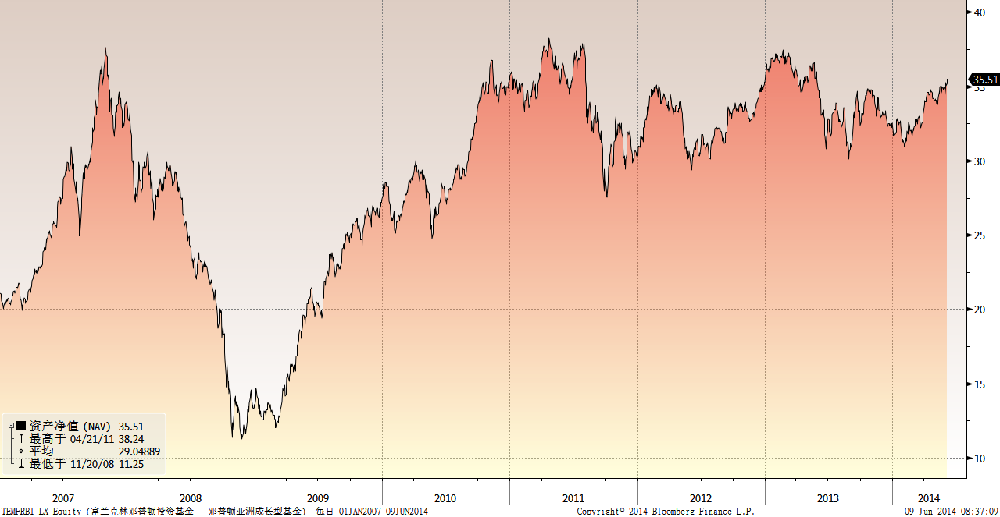 40
35.51
35
30
25
20
15
10
资产净值 (NAV) 35.51
最高于 04/21/11 38.24
平均 29.04889
最低于 11/20/08 11.25
2007 2008 2009 2010 2011 2012 2013 2014
TEMFRBI LX Equity (富兰克林邓普顿投资基金 - 邓普顿亚洲成长型基金) 每日 01JAN2007-09JUN2014 Copyright© 2014 Bloomberg Finance L.P. 09-Jun-2014 08:37:09